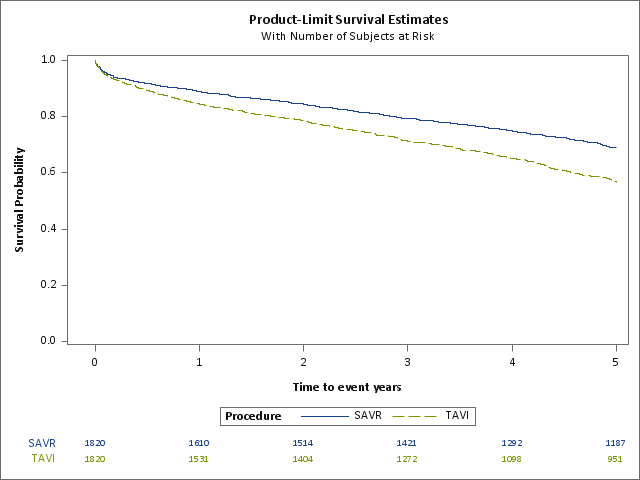 Product-Limit Survival Estimates
With Number of Subjects at Risk
1.0
0.8
0.6
0.4
0.2
0.0
Survival Probability
0 1 2 3 4 5
Time to event years
Procedure SAVR TAVI
SAVR 1820 1610 1514 1421 1292 1187
TAVI 1820 1531 1404 1272 1098 951